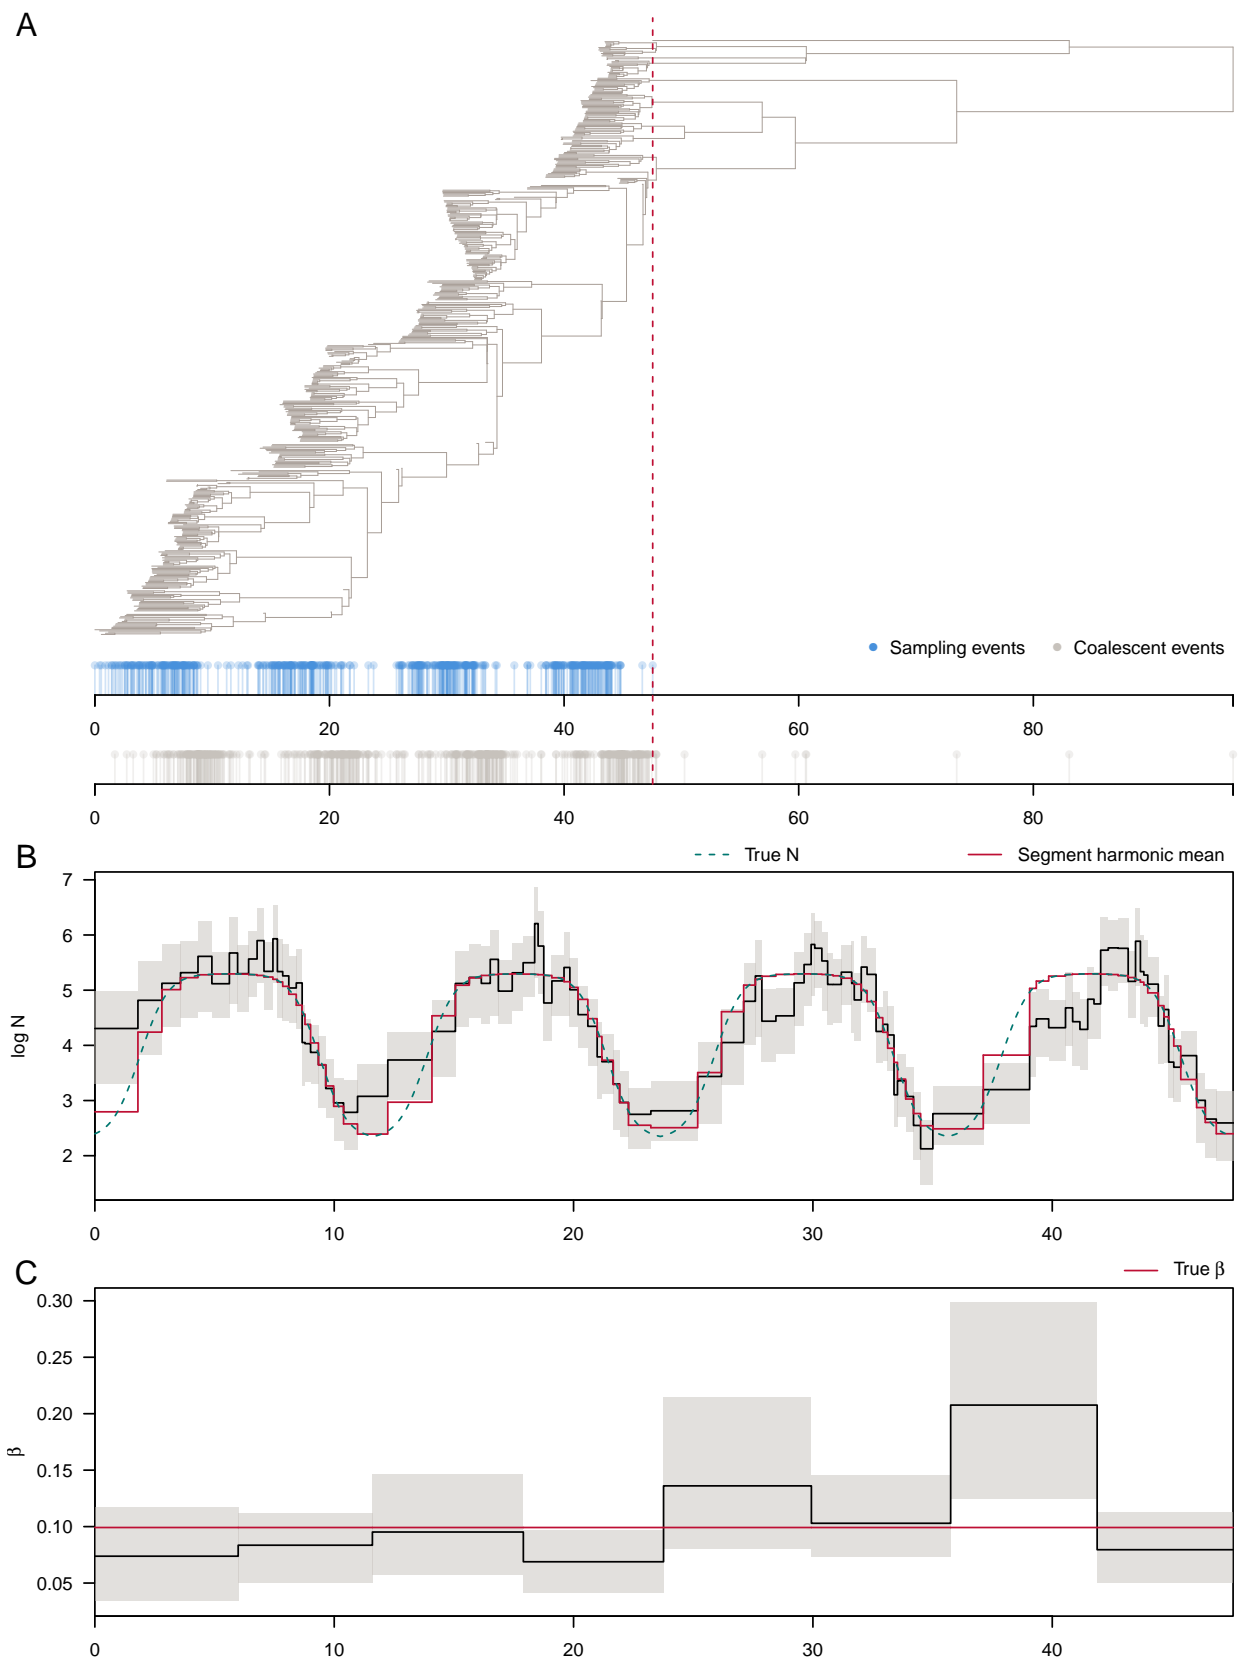 A
Sampling events Coalescent events
0 20 40 60 80
0 20 40 60 80
B
True N Segment harmonic mean
7
6
5
4
3
2
log N
0 10 20 30 40
C
True β
0.30
0.25
0.20
0.15
0.10
0.05
β
0 10 20 30 40